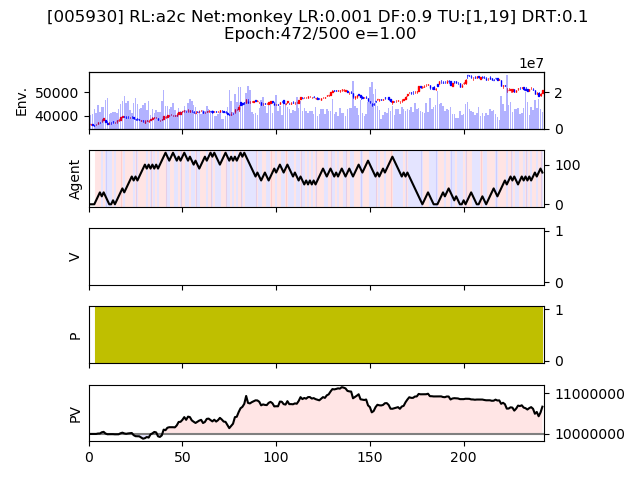 [005930] RL:a2c Net:monkey LR:0.001 DF:0.9 TU:[1,19] DRT:0.1
Epoch:472/500 e=1.00
1e7
Env.
50000
40000
2
0
Agent
100
0
V
1
0
P
1
0
PV
11000000
10000000
0 50 100 150 200